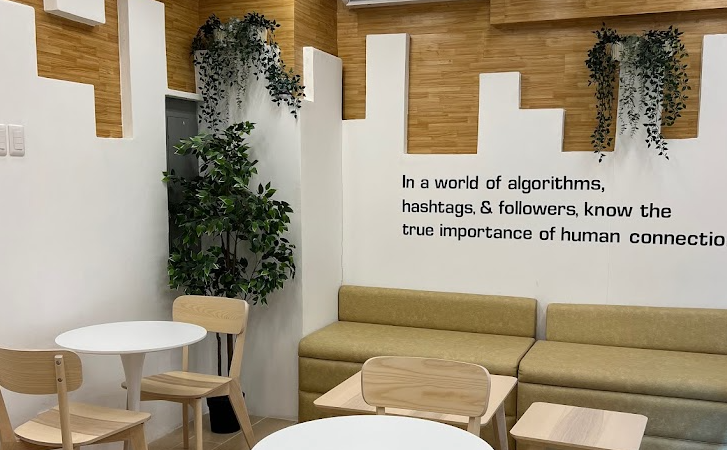 In a world of algorithms,
hashtags, & followers, know the
true importance of human connectio